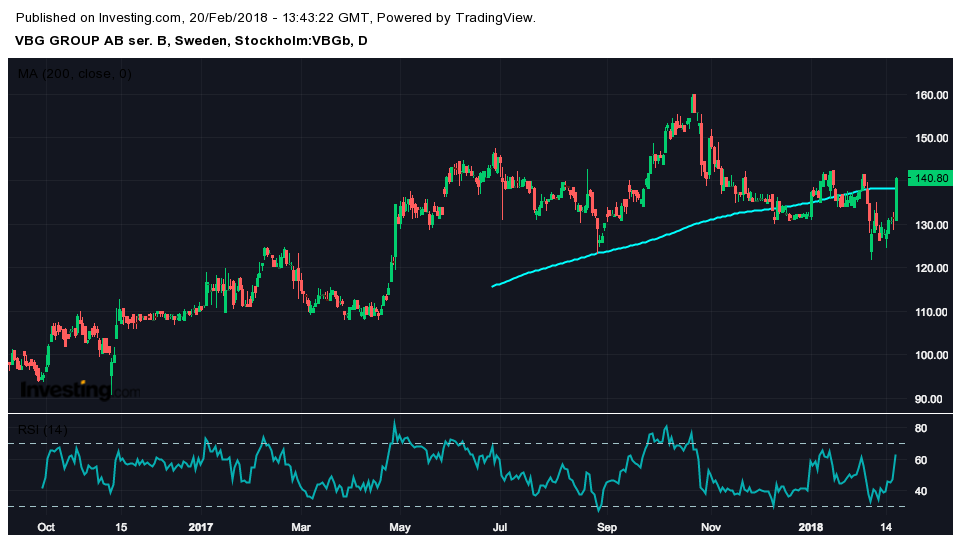 Published on Investing.com, 20/Feb/2018 - 13:43:22 GMT, Powered by TradingView.
VBG GROUP AB ser. B, Sweden, Stockholm:VBGb, D
MA (200, close, 0)
160.00
150.00
140.80
130.00
120.00
110.00
100.00
90.00
Investing.com
RSI (14)
80
60
40
Oct 15 2017 Mar May Jul Sep Nov 2018 14